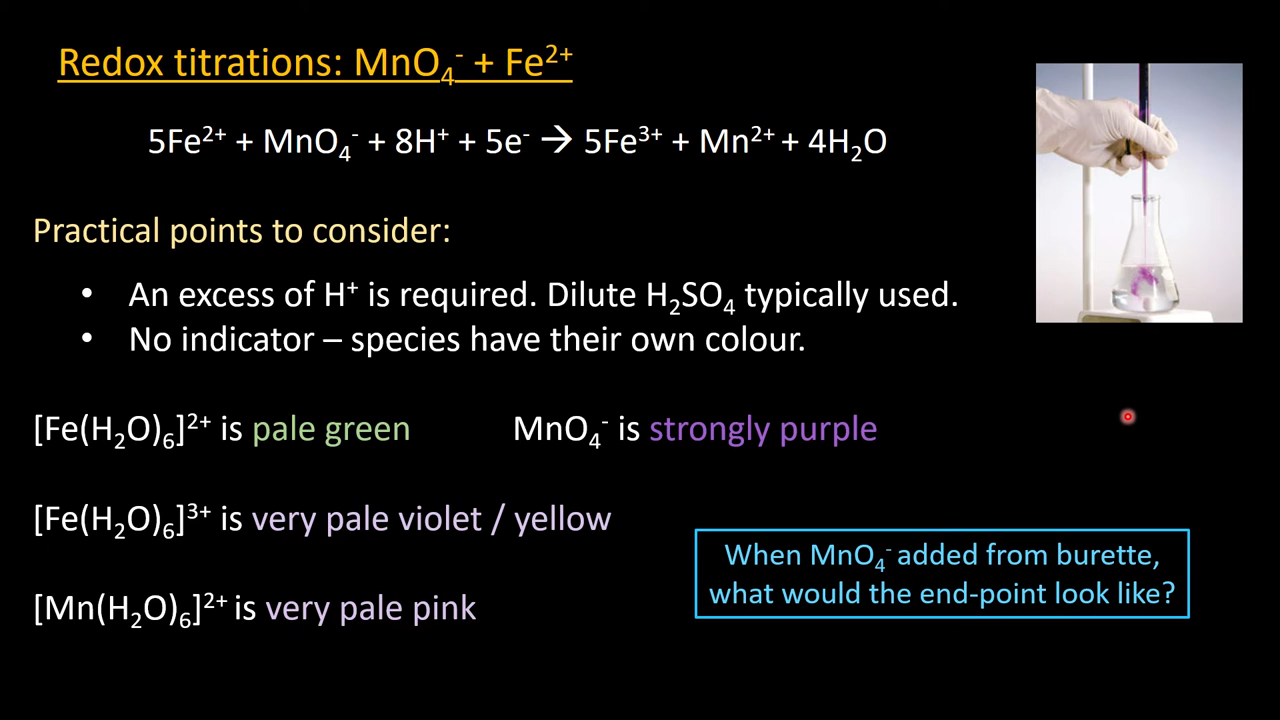 Redox titrations: MnO₄⁻ + Fe²⁺
5Fe²⁺ + MnO₄⁻ + 8H⁺ + 5e⁻ → 5Fe³⁺ + Mn²⁺ + 4H₂O
Practical points to consider:
• An excess of H⁺ is required. Dilute H₂SO₄ typically used.
• No indicator – species have their own colour.
[Fe(H₂O)₆]²⁺ is pale green MnO₄⁻ is strongly purple
[Fe(H₂O)₆]³⁺ is very pale violet / yellow
[Mn(H₂O)₆]²⁺ is very pale pink
When MnO₄⁻ added from burette,
what would the end-point look like?